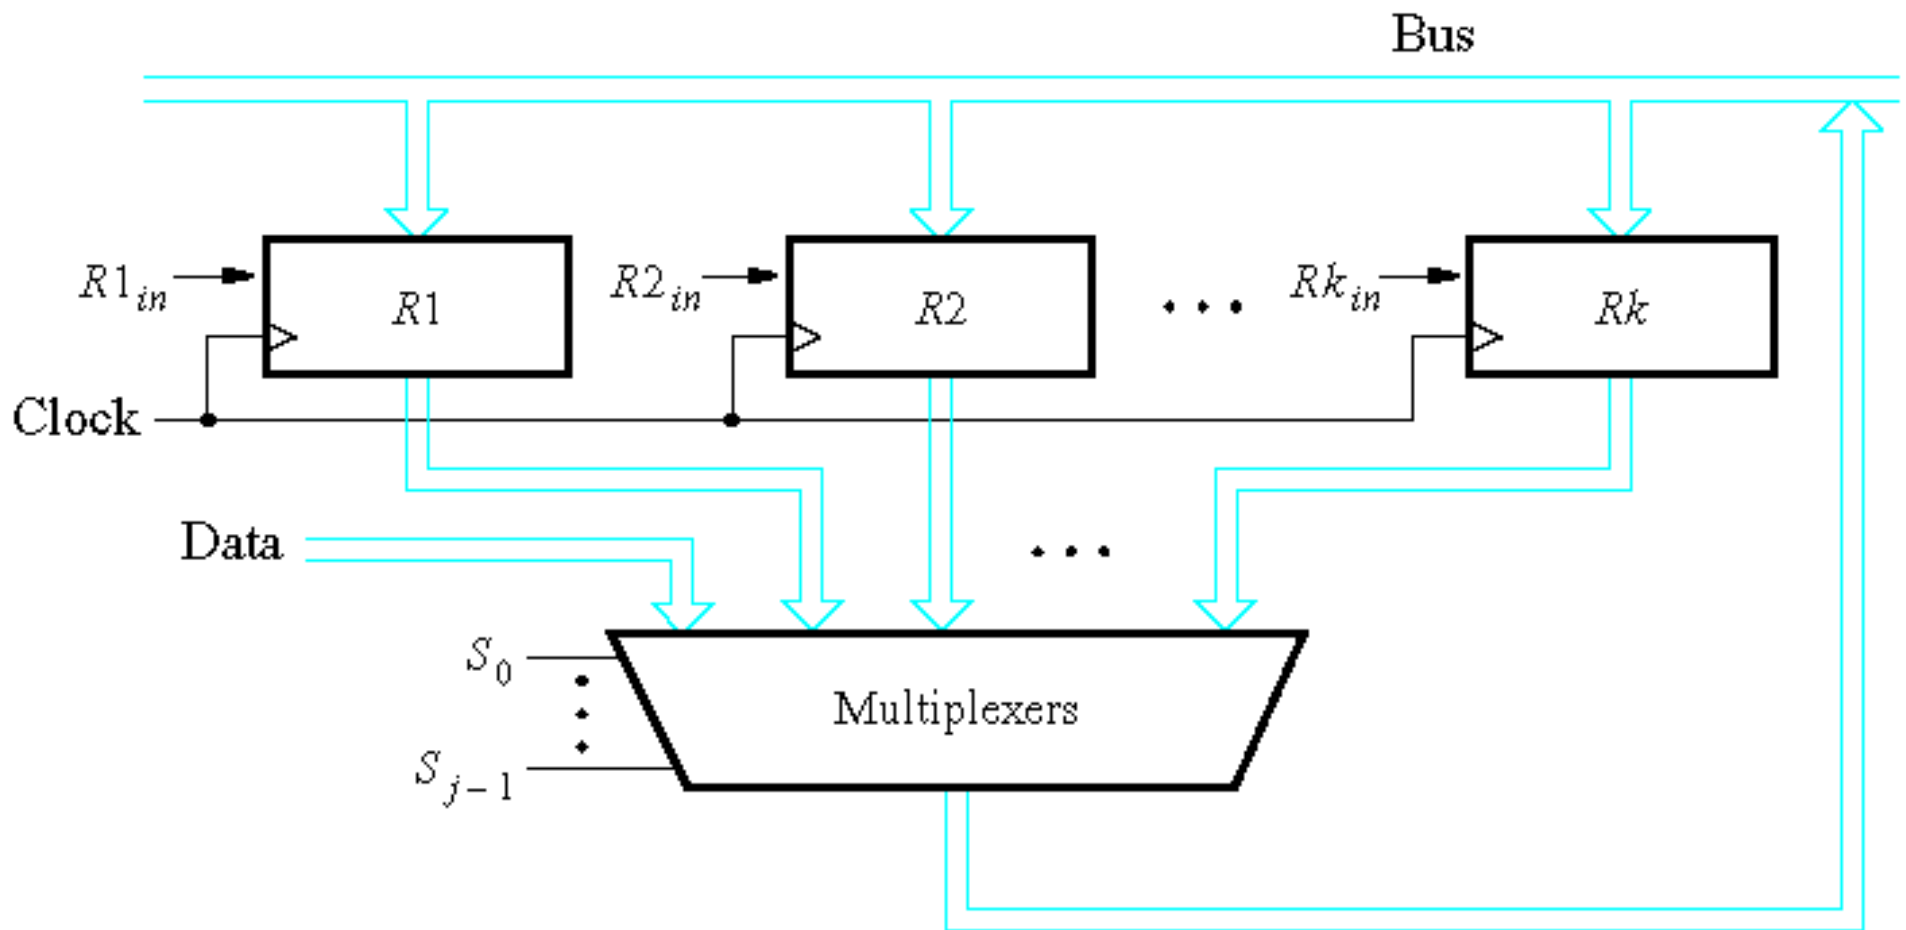 Bus
R1in
R1
R2in
R2
• • •
Rkin
Rk
Clock
Data
• • •
S0
Multiplexers
Sj−1